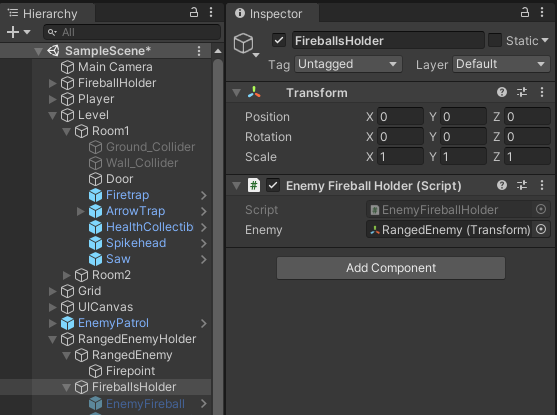 Hierarchy
All
SampleScene*
Main Camera
FireballHolder
Player
Level
Room1
Ground_Collider
Wall_Collider
Door
Firetrap
ArrowTrap
HealthCollectib
Spikehead
Saw
Room2
Grid
UICanvas
EnemyPatrol
RangedEnemyHolder
RangedEnemy
Firepoint
FireballsHolder
EnemyFireball
Inspector
FireballsHolder Static
Tag Untagged Layer Default
Transform
Position X 0 Y 0 Z 0
Rotation X 0 Y 0 Z 0
Scale X 1 Y 1 Z 1
# Enemy Fireball Holder (Script)
Script # EnemyFireballHolder
Enemy RangedEnemy (Transform)
Add Component